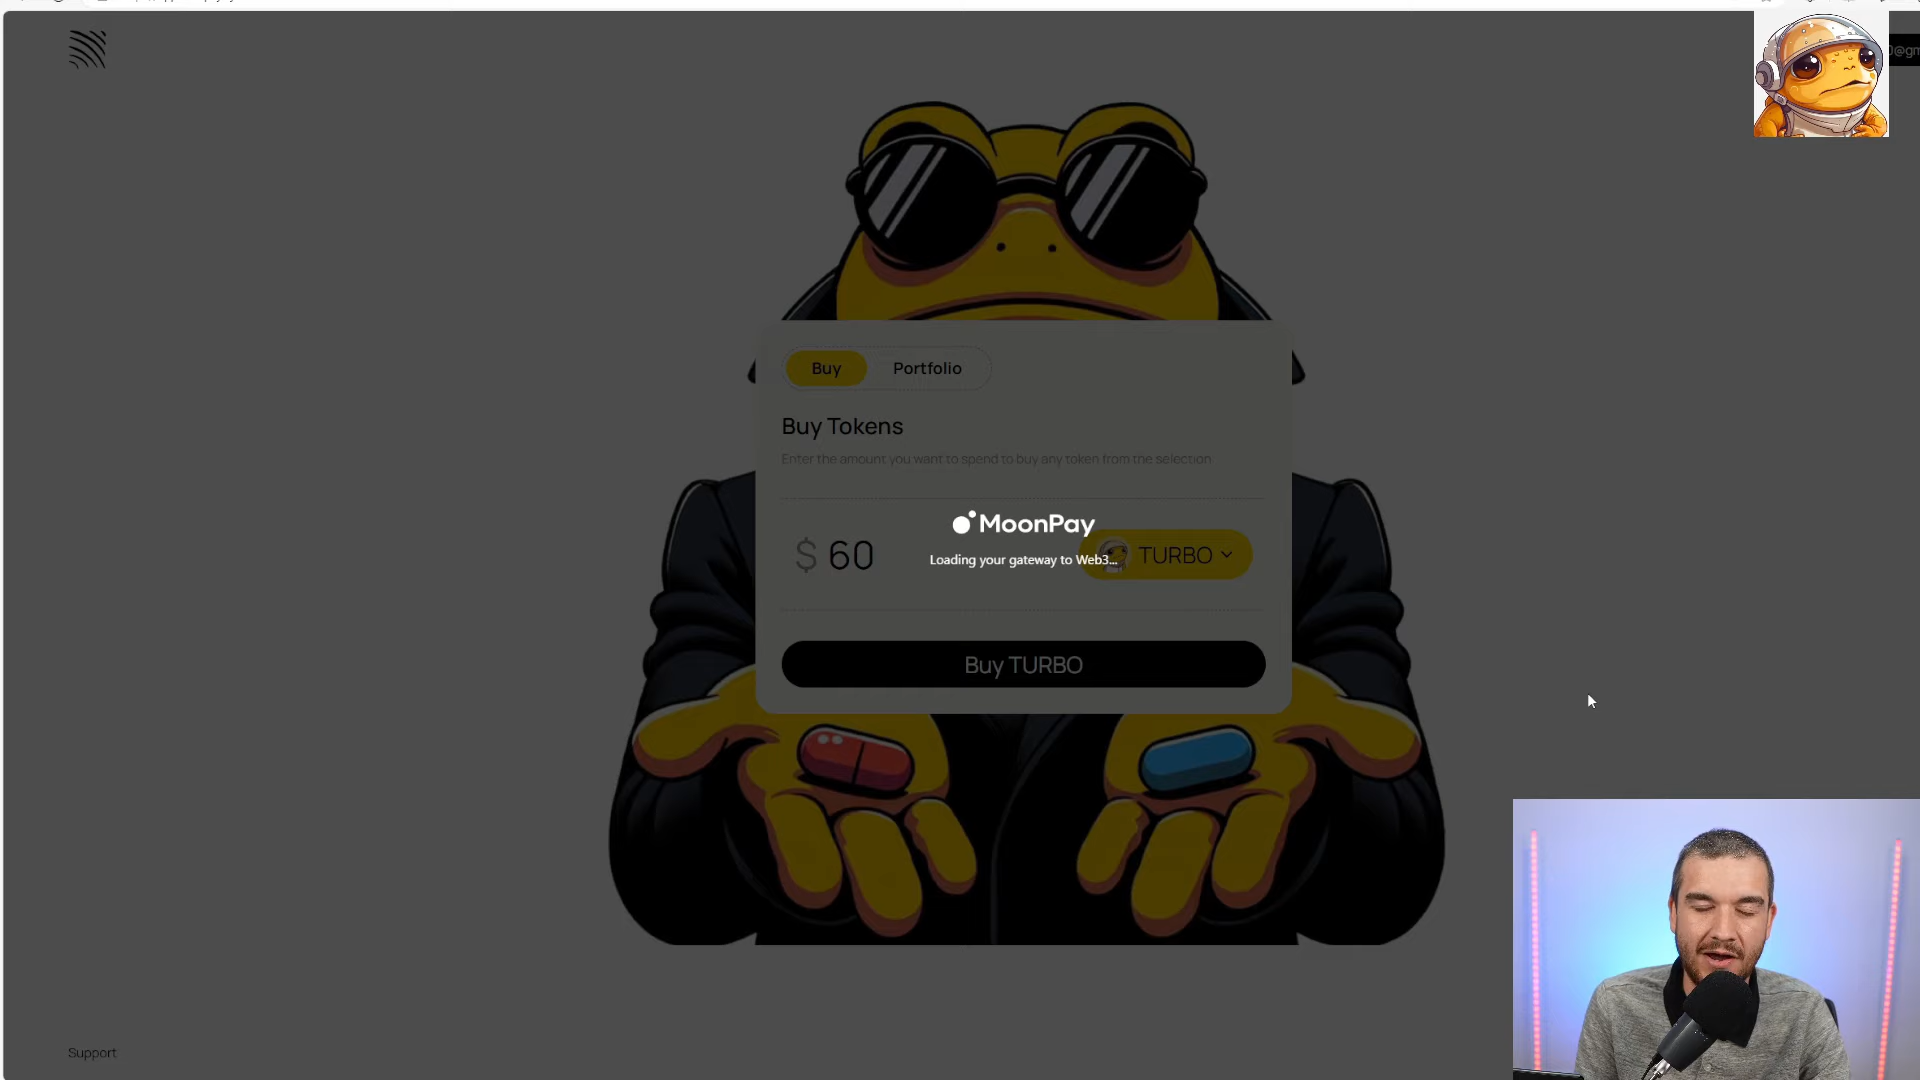 @gm
Buy
Portfolio
Buy Tokens
Enter the amount you want to spend to buy any token from the selection
MoonPay
$ 60
Loading your gateway to Web3...
TURBO
Buy TURBO
Support